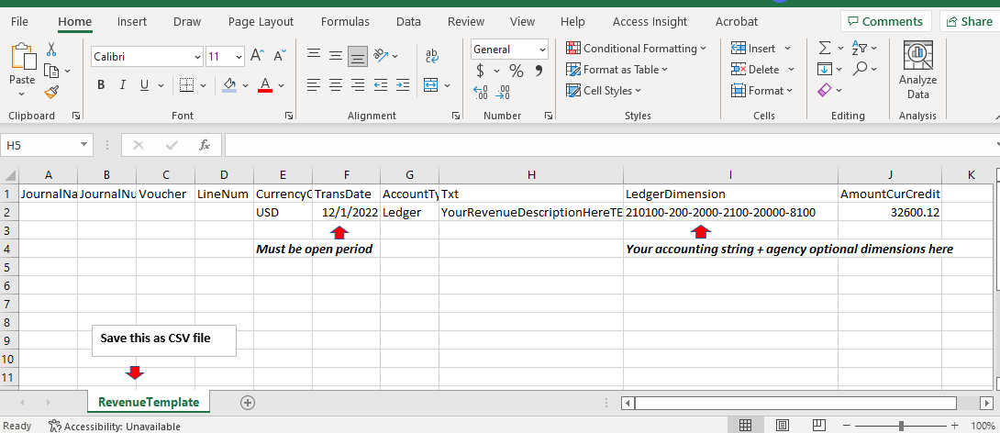 File Home Insert Draw Page Layout Formulas Data Review View Help Access Insight Acrobat Comments Share
Calibri 11 A A ab General Conditional Formatting Insert
Paste B I U A $ % Format as Table Delete Analyze
Cell Styles Format Data
Clipboard Font Alignment Number Styles Cells Editing Analysis
H5 fx
A B C D E F G H I J K
1 JournalNa JournalNu Voucher LineNum CurrencyC TransDate AccountTy Txt LedgerDimension AmountCurCredit
2 USD 12/1/2022 Ledger YourRevenueDescriptionHereTE 210100-200-2000-2100-20000-8100 32600.12
3
4 Must be open period Your accounting string + agency optional dimensions here
5
6
7
8
9 Save this as CSV file
10
11
RevenueTemplate
Ready Accessibility: Unavailable 100%